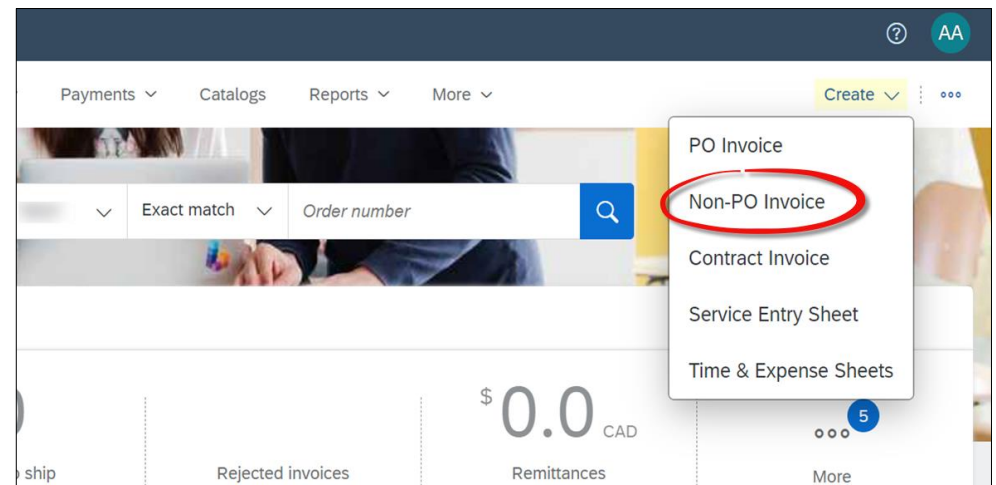 AA
Payments Catalogs Reports More Create
PO Invoice
Exact match Order number Non-PO Invoice
Contract Invoice
Service Entry Sheet
Time & Expense Sheets
$ 0.0 CAD 5
ship Rejected invoices Remittances More